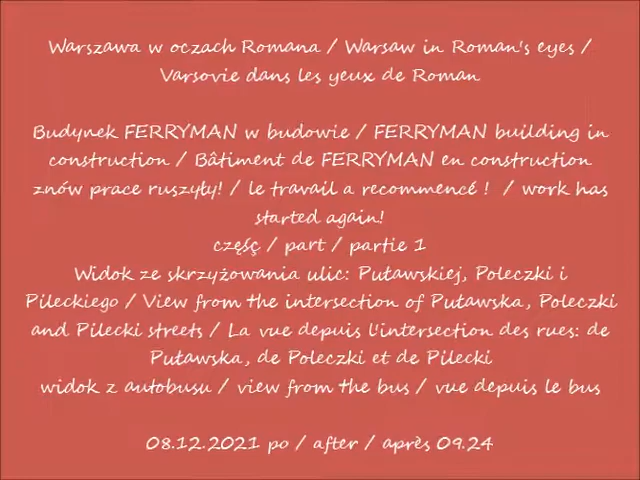 Warszawa w oczach Romana / Warsaw in Roman's eyes /
Varsovie dans les yeux de Roman
Budynek FERRYMAN w budowie / FERRYMAN building in
construction / Bâtiment de FERRYMAN en construction
znów prace ruszyły! / le travail a recommencé ! / work has
started again!
częśç / part / partie 1
Widok ze skrzyżowania ulic: Puławskiej, Poleczki i
Pileckiego / View from the intersection of Puławska, Poleczki
and Pilecki streets / La vue depuis l'intersection des rues: de
Puławska, de Poleczki et de Pilecki
widok z autobusu / view from the bus / vue depuis le bus
08.12.2021 po / after / après 09.24